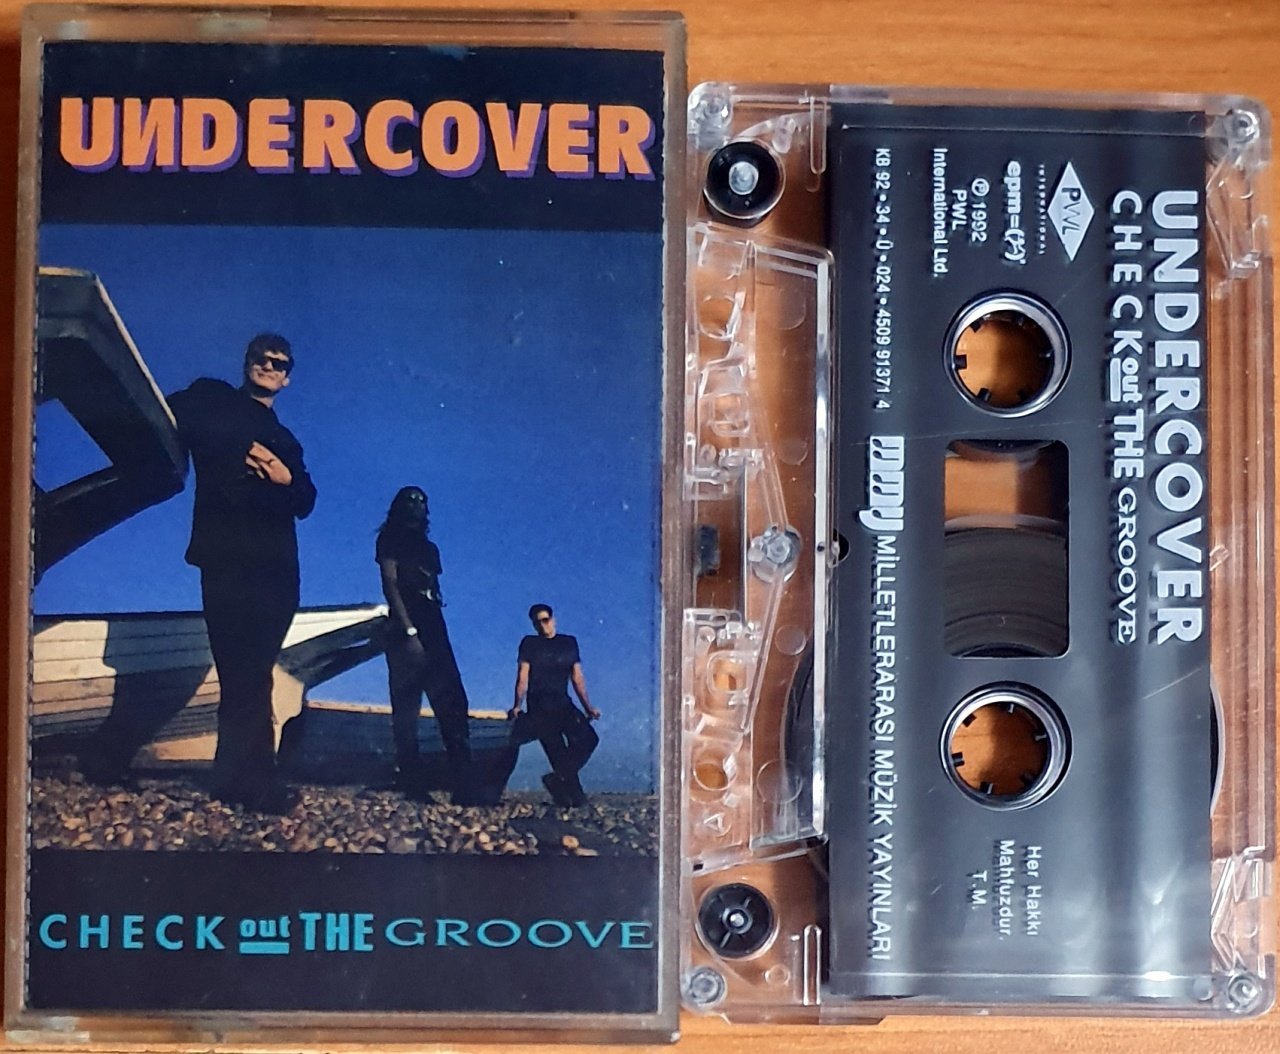 UNDERCOVER
CHECK out THE GROOVE
UNDERCOVER
CHECK out THE GROOVE
PWL
INTERNATIONAL
epm=
℗1992
PWL
International Ltd.
KB 92 • 34 • Ü • 024 • 4509 91371 4
MMY MİLLETLERARASI MÜZİK YAYINLARI
Her Hakkı
Mahfuzdur.
T.M.
A